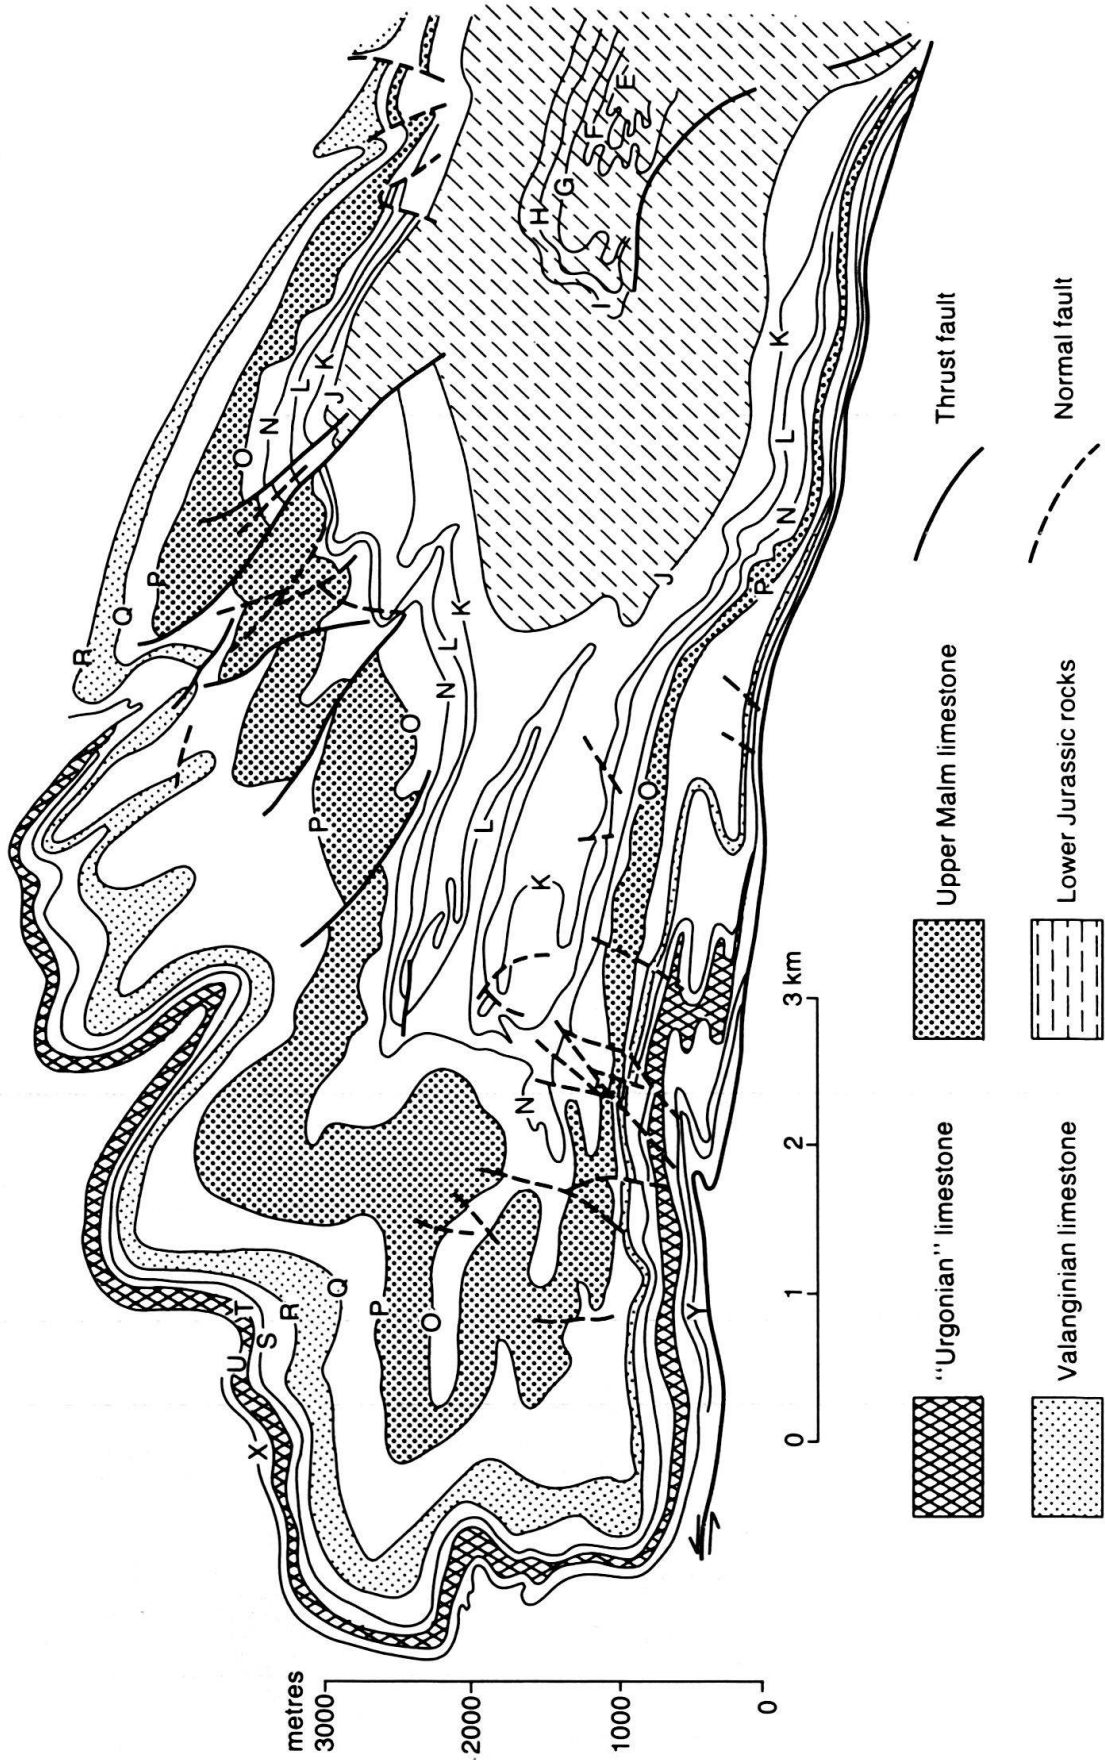 R
Q
P
U
T
O
X
S
N
R
metres
L
P
K
3000
J
Q
P
O
O
N
L
K
2000
L
N
H
K
G
F
I
1000
E
O
J
Y
P
0
K
L
N
0 1 2 3 km
"Urgonian" limestone
Upper Malm limestone
Thrust fault
Valanginian limestone
Lower Jurassic rocks
Normal fault